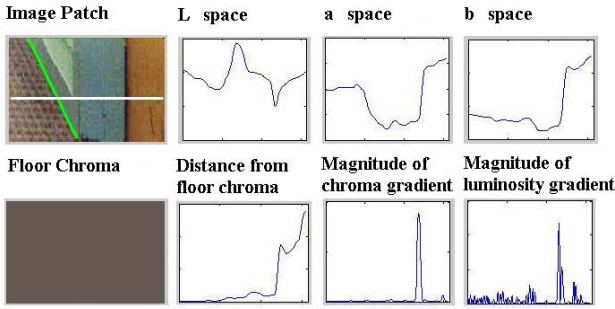 Image Patch
L space
a space
b space
Floor Chroma
Distance from
floor chroma
Magnitude of
chroma gradient
Magnitude of
luminosity gradient